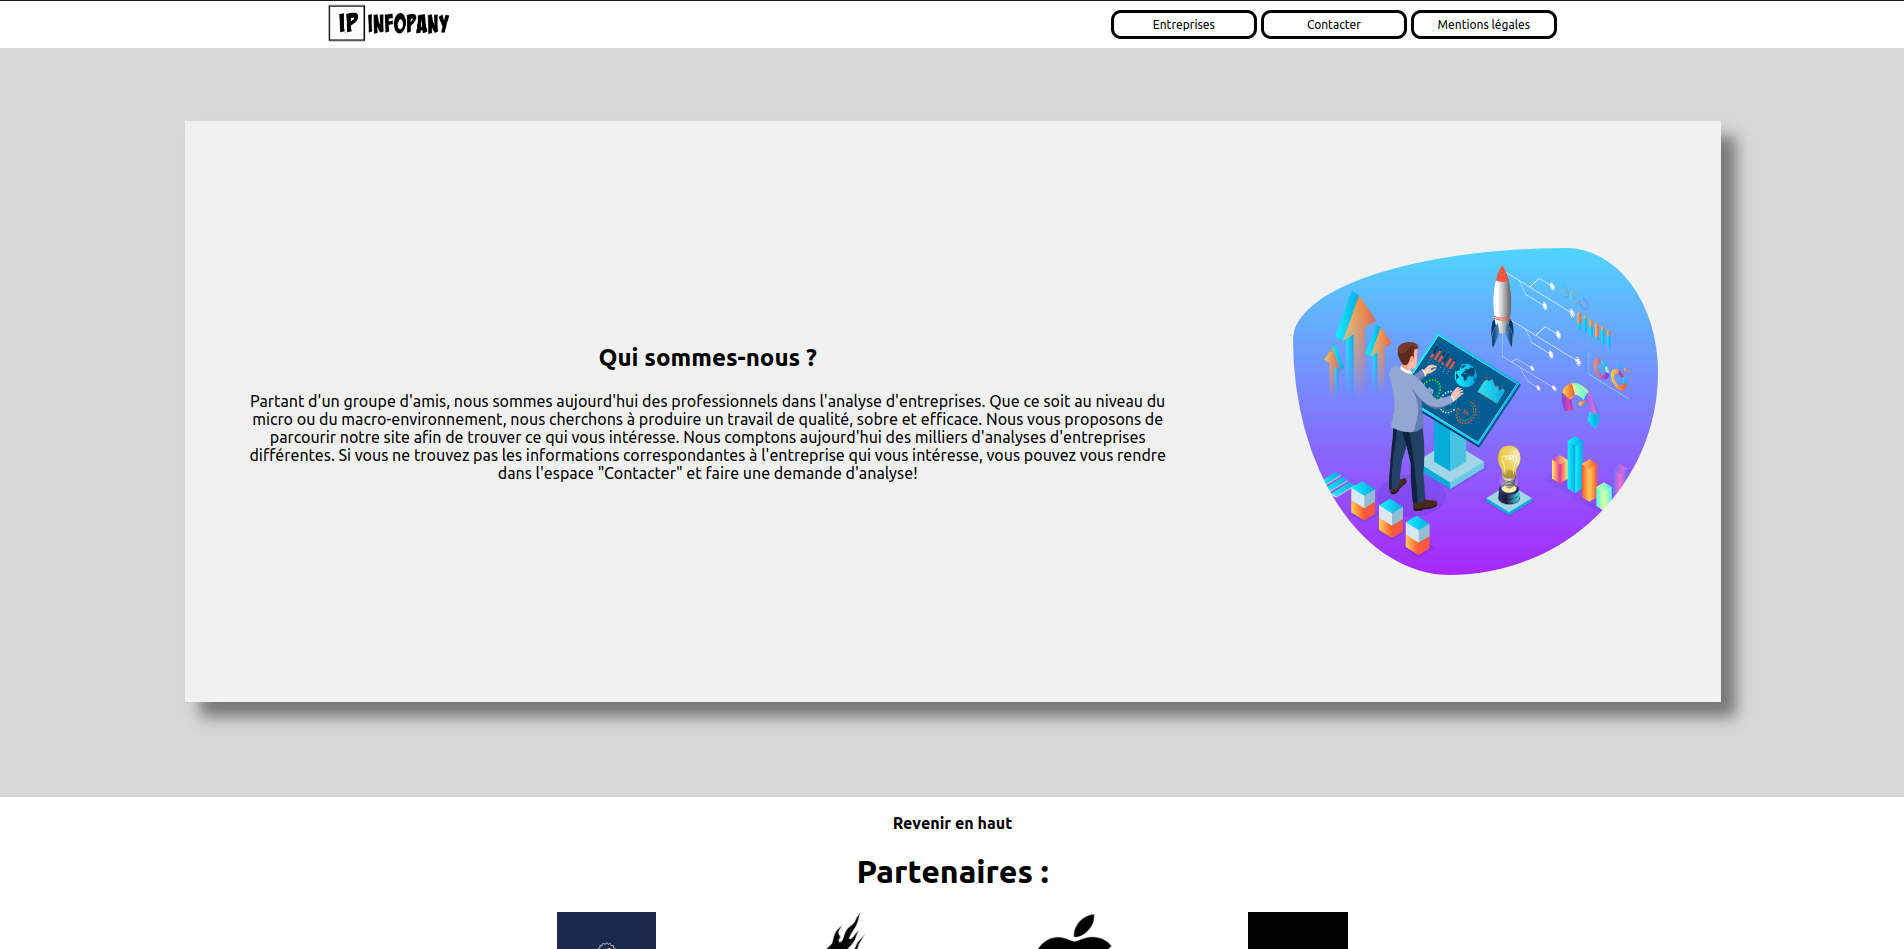 IP INFOPANY
Entreprises
Contacter
Mentions légales
Qui sommes-nous ?
Partant d'un groupe d'amis, nous sommes aujourd'hui des professionnels dans l'analyse d'entreprises. Que ce soit au niveau du
micro ou du macro-environnement, nous cherchons à produire un travail de qualité, sobre et efficace. Nous vous proposons de
parcourir notre site afin de trouver ce qui vous intéresse. Nous comptons aujourd'hui des milliers d'analyses d'entreprises
différentes. Si vous ne trouvez pas les informations correspondantes à l'entreprise qui vous intéresse, vous pouvez vous rendre
dans l'espace "Contacter" et faire une demande d'analyse!
Revenir en haut
Partenaires :